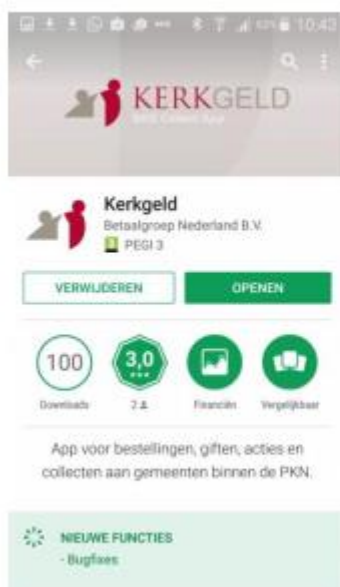 10:43
KERKGELD
Kerkgeld
Betaalgroep Nederland B.V.
PEGI 3
VERWIJDEREN
OPENEN
100
3,0
Downloads
2
Financiën
Vergelijkbaar
App voor bestellingen, giften, acties en
collecten aan gemeenten binnen de PKN.
NIEUWE FUNCTIES
- Bugfixes